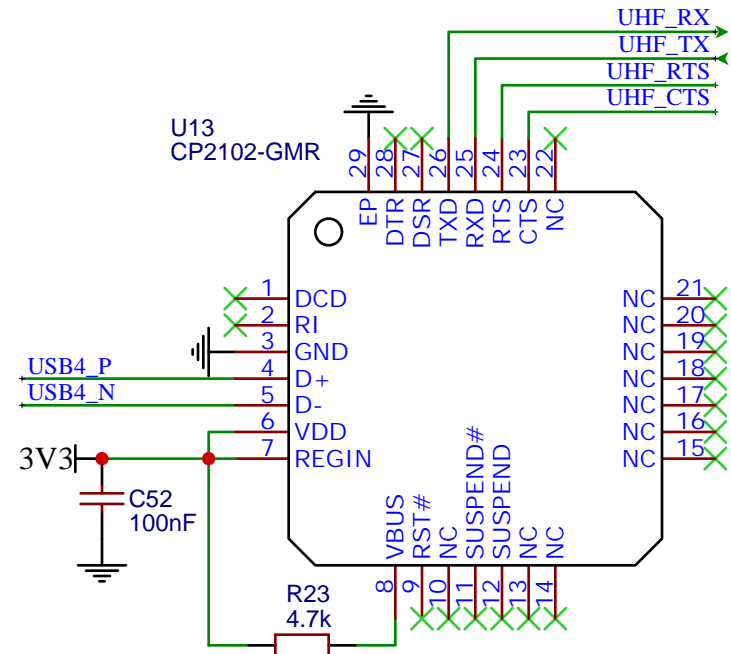 UHF_RX
UHF_TX
UHF_RTS
UHF_CTS
U13
CP2102-GMR
29 28 27 26 25 24 23 22
EP DTR DSR TXD RXD RTS CTS NC
1 DCD
2 RI
3 GND
4 D+
5 D-
6 VDD
7 REGIN
USB4_P
USB4_N
3V3
C52
100nF
NC 21
NC 20
NC 19
NC 18
NC 17
NC 16
NC 15
VBUS RST# NC SUSPEND# SUSPEND NC NC
8 9 10 11 12 13 14
R23
4.7k